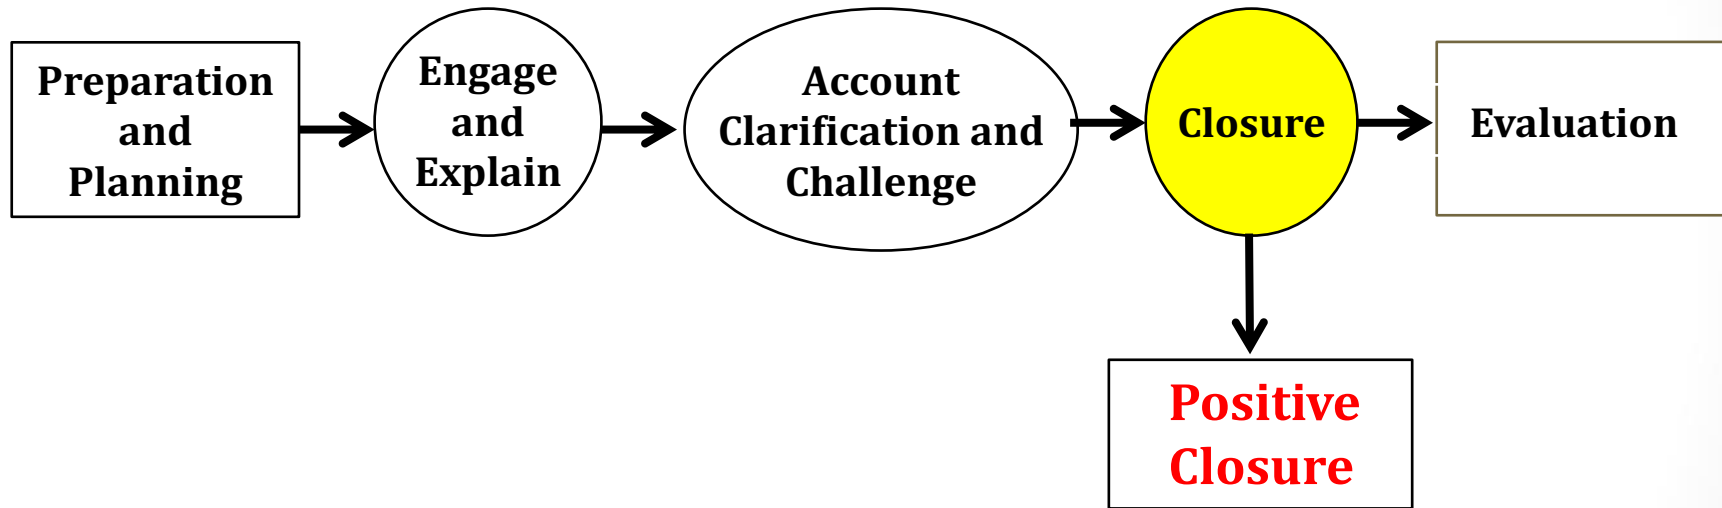 Preparation
and
Planning
Engage
and
Explain
Account
Clarification and
Challenge
Closure
Evaluation
Positive
Closure